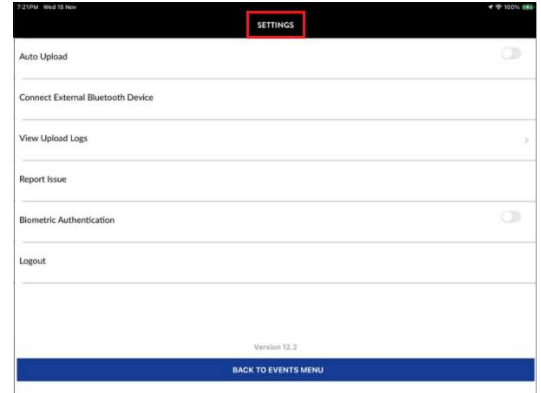 7:21PM Wed 15 Nov 100%
SETTINGS
Auto Upload
Connect External Bluetooth Device
View Upload Logs
Report Issue
Biometric Authentication
Logout
Version 12.2
BACK TO EVENTS MENU